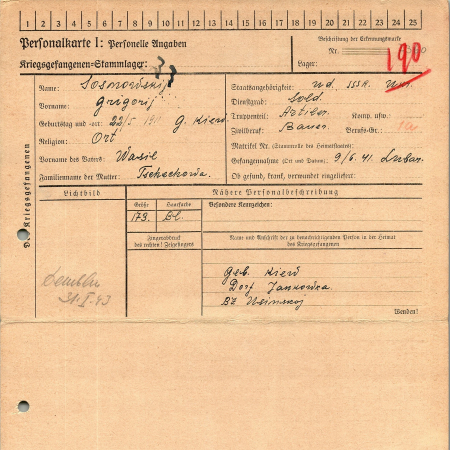 1 2 3 4 5 6 7 8 9 10 11 12 13 14 15 16 17 18 19 20 21 22 23 24 25
Personalkarte I: Personelle Angaben
Beschriftung der Erkennungsmarke
Nr.
190
Kriegsgefangenen-Stammlager:
Lager:
Des Kriegsgefangenen
Name: Sosnowskij
Staatsangehörigkeit: Ud. SSSR.
Vorname: Grigorij
Dienstgrad: Sold.
Truppenteil: Komp. usw.
Geburtstag und -ort: 22/5 G. Kiew
Zivilberuf: Bauer. Berufs-Gr.:
Religion: Ort
Matrikel Nr. (Stammrolle des Heimatstaates):
Vorname des Vaters: Wasil
Gefangennahme (Ort und Datum): 9/6.41. Lubar.
Familienname der Mutter:
Ob gesund, krank, verwundet eingeliefert:
Lichtbild
Nähere Personalbeschreibung
Größe
Haarfarbe
Besondere Kennzeichen:
173. Bl.
Fingerabdruck
des rechten! Zeigefingers
Name und Anschrift der zu benachrichtigenden Person in der Heimat
des Kriegsgefangenen
Geb. Kiew
Dorf Jankowka
Wenden!